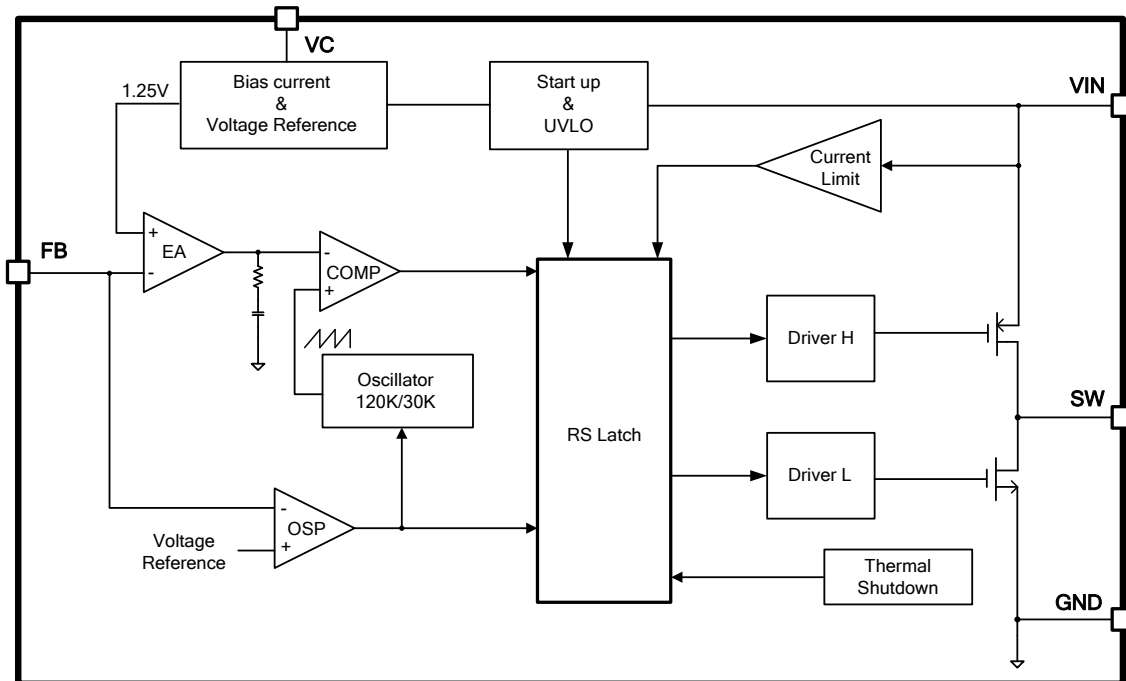 VC
1.25V
Bias current
&
Voltage Reference
Start up
&
UVLO
VIN
Current
Limit
FB
+
EA
-
-
COMP
+
Oscillator
120K/30K
RS Latch
Driver H
SW
Driver L
-
OSP
+
Voltage
Reference
Thermal
Shutdown
GND